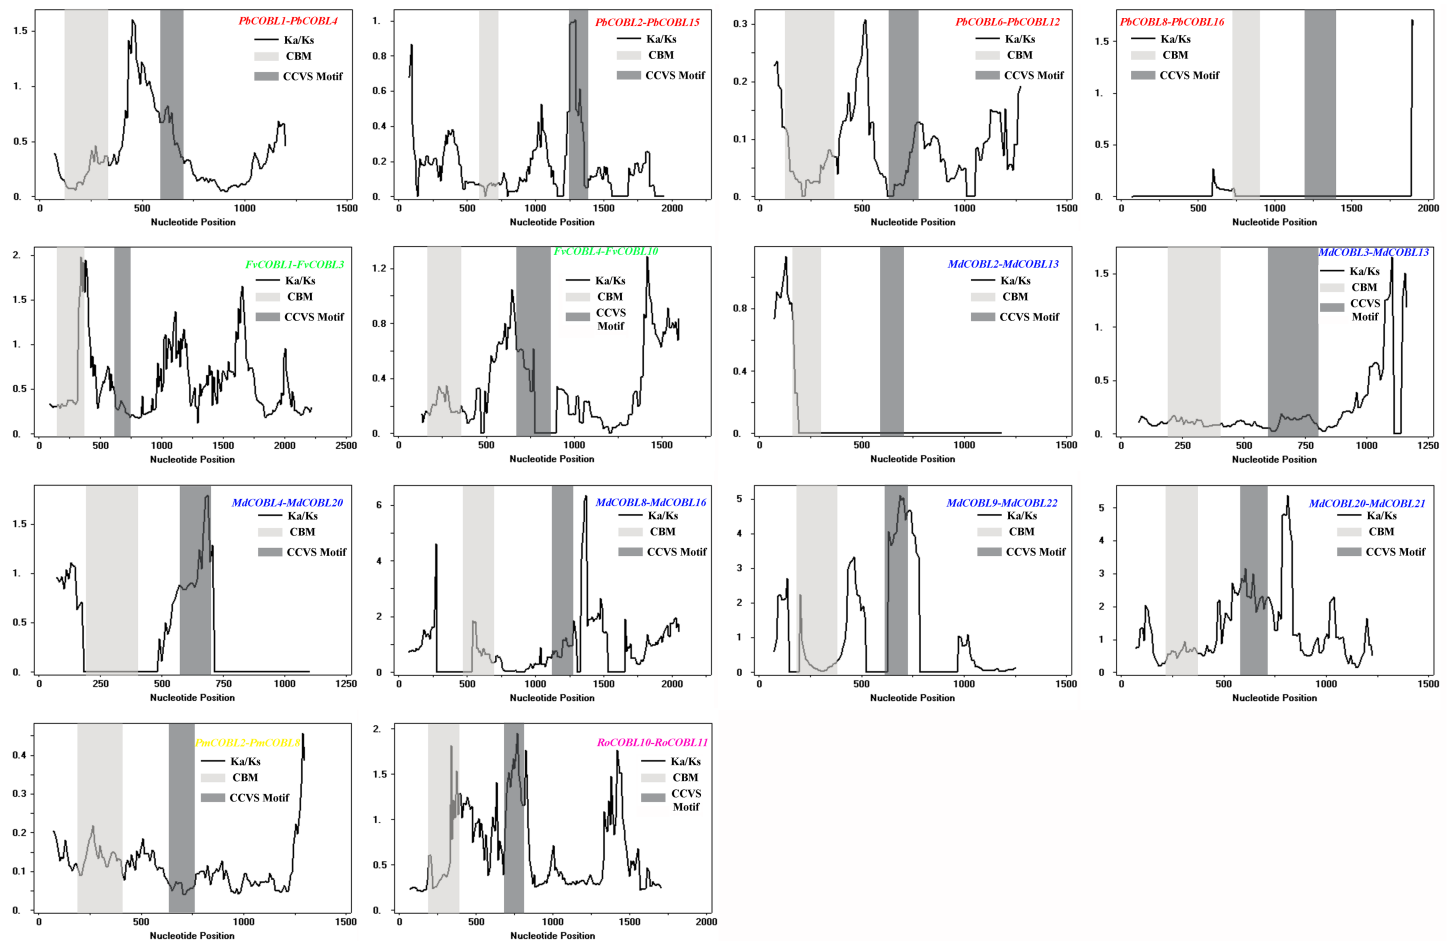 PbCOBL1-PbCOBL4
Ka/Ks
CBM
CCVS Motif
1.5
1.
0.5
0.
0
500
1000
1500
Nucleotide Position
PbCOBL2-PbCOBL15
Ka/Ks
CBM
CCVS Motif
1.
0.8
0.6
0.4
0.2
0.
0
500
1000
1500
2000
2250
Nucleotide Position
PbCOBL6-PbCOBL12
Ka/Ks
CBM
CCVS Motif
0.3
0.2
0.1
0.
0
500
1000
1500
Nucleotide Position
PbCOBL8-PbCOBL16
Ka/Ks
CBM
CCVS Motif
1.5
1.
0.5
0.
0
500
1000
1500
2000
Nucleotide Position
FvCOBL1-FvCOBL3
Ka/Ks
CBM
CCVS Motif
2.
1.5
1.
0.5
0.
0
500
1000
1500
2000
2500
Nucleotide Position
FvCOBL4-FvCOBL10
Ka/Ks
CBM
CCVS
Motif
1.2
0.8
0.4
0.
0
500
1000
1500
Nucleotide Position
MdCOBL2-MdCOBL13
Ka/Ks
CBM
CCVS Motif
0.8
0.4
0.
0
500
1000
1500
Nucleotide Position
MdCOBL3-MdCOBL13
Ka/Ks
CBM
CCVS
Motif
1.5
1.
0.5
0.
0
250
500
750
1000
1250
Nucleotide Position
MdCOBL4-MdCOBL20
Ka/Ks
CBM
CCVS Motif
1.5
1.
0.5
0.
0
250
500
750
1000
1250
Nucleotide Position
MdCOBL8-MdCOBL16
Ka/Ks
CBM
CCVS Motif
6
4
2
0.
0
500
1000
1500
2000
Nucleotide Position
MdCOBL9-MdCOBL22
Ka/Ks
CBM
CCVS Motif
5
4
3
2
1
0.
0
500
1000
1500
Nucleotide Position
MdCOBL20-MdCOBL21
Ka/Ks
CBM
CCVS Motif
5
4
3
2
1
0.
0
500
1000
1500
Nucleotide Position
PmCOBL2-PmCOBL8
Ka/Ks
CBM
CCVS Motif
0.4
0.3
0.2
0.1
0.
0
500
1000
1500
Nucleotide Position
RoCOBL10-RoCOBL11
Ka/Ks
CBM
CCVS
Motif
2.
1.5
1.
0.5
0.
0
500
1000
1500
2000
Nucleotide Position